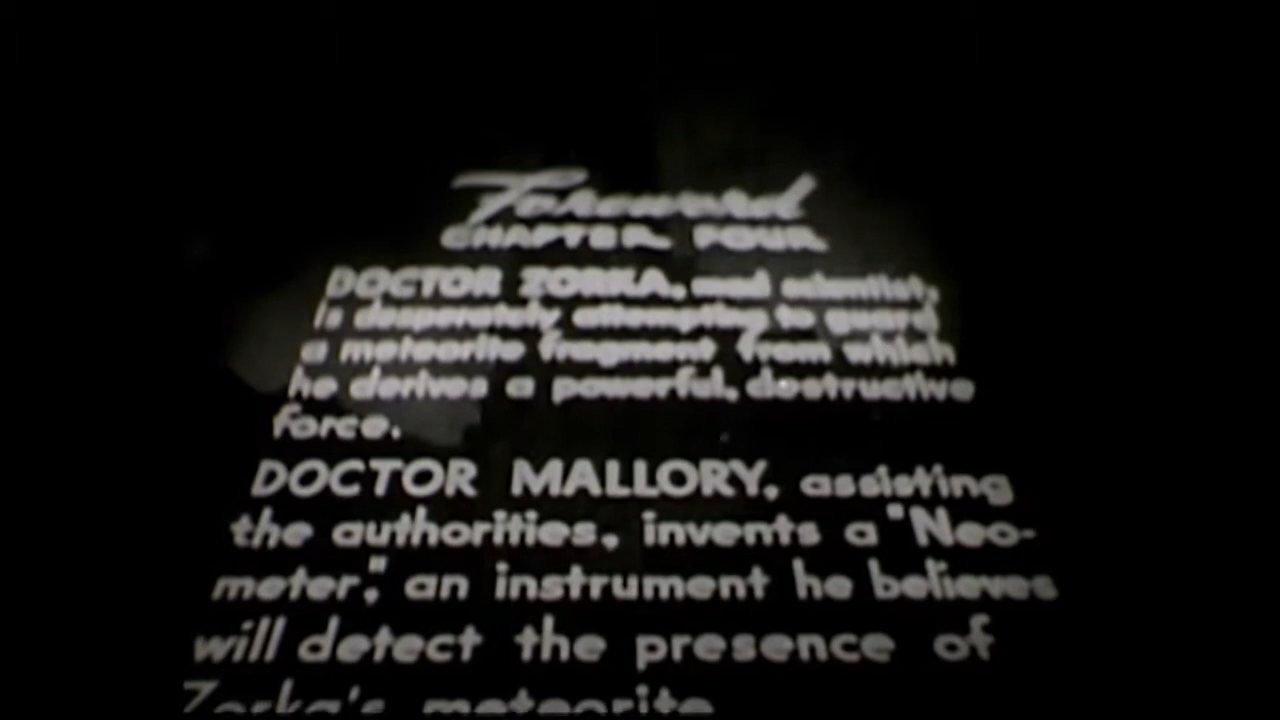 Foreword
CHAPTER FOUR
DOCTOR ZORKA, mad scientist,
is desperately attempting to guard
a meteorite fragment from which
he derives a powerful, destructive
force.
DOCTOR MALLORY, assisting
the authorities, invents a "Neo-
meter," an instrument he believes
will detect the presence of
Zorka's meteorite